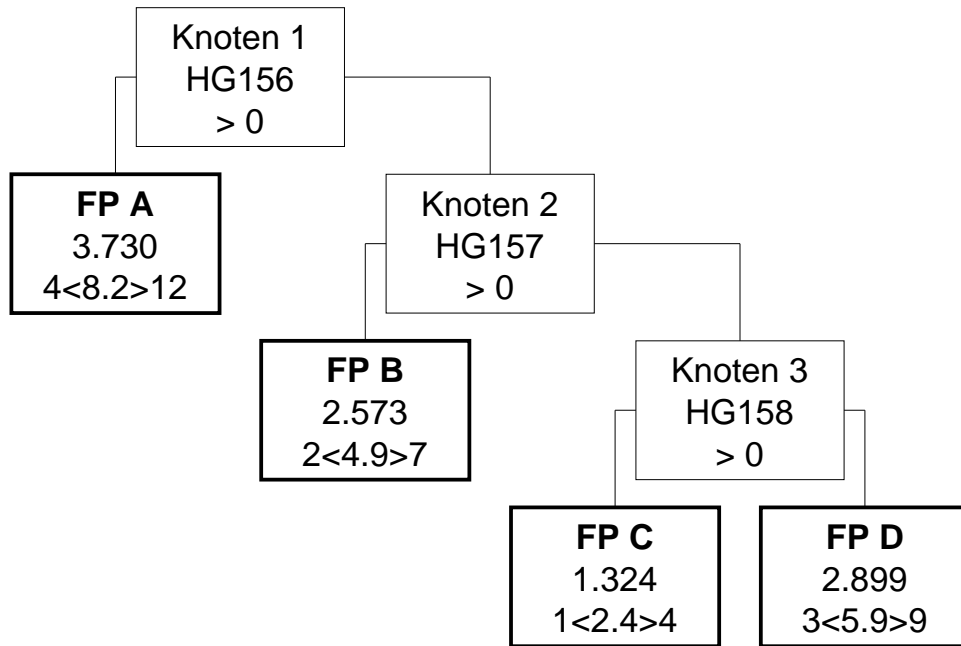 Knoten 1
HG156
> 0
FP A
3.730
4<8.2>12
Knoten 2
HG157
> 0
FP B
2.573
2<4.9>7
Knoten 3
HG158
> 0
FP C
1.324
1<2.4>4
FP D
2.899
3<5.9>9